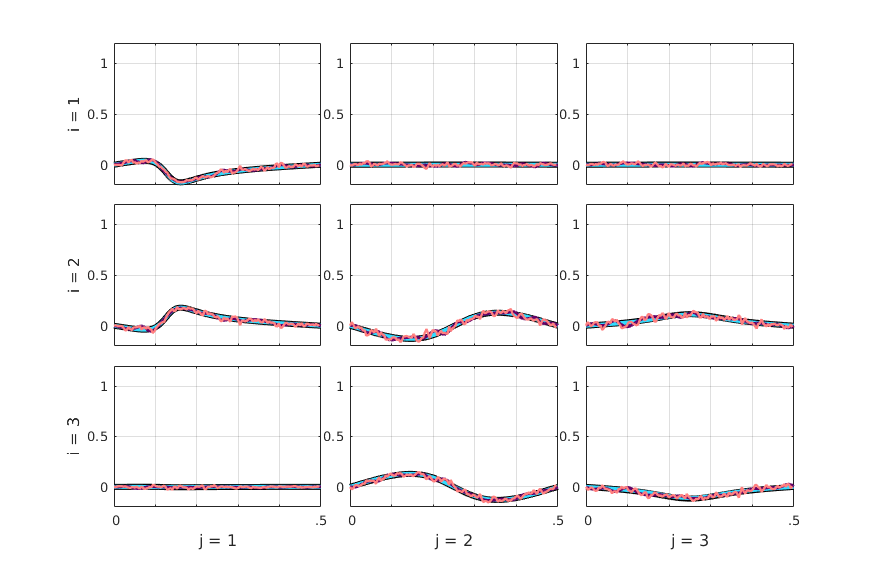 1 1 1
i = 1 0.5 0.5 0.5
0 0 0
1 1 1
i = 2 0.5 0.5 0.5
0 0 0
1 1 1
i = 3 0.5 0.5 0.5
0 0 0
0 .5 0 .5 0 .5
j = 1 j = 2 j = 3